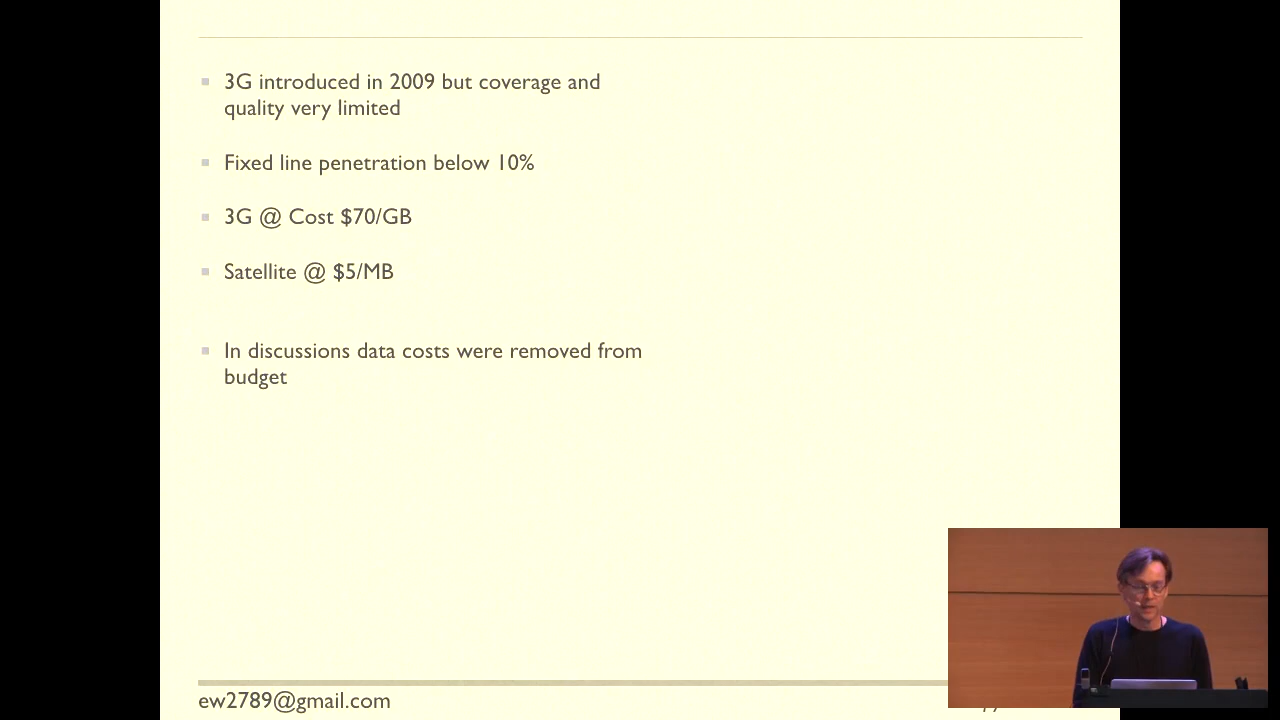 3G introduced in 2009 but coverage and
quality very limited
Fixed line penetration below 10%
3G @ Cost $70/GB
Satellite @ $5/MB
In discussions data costs were removed from
budget
ew2789@gmail.com